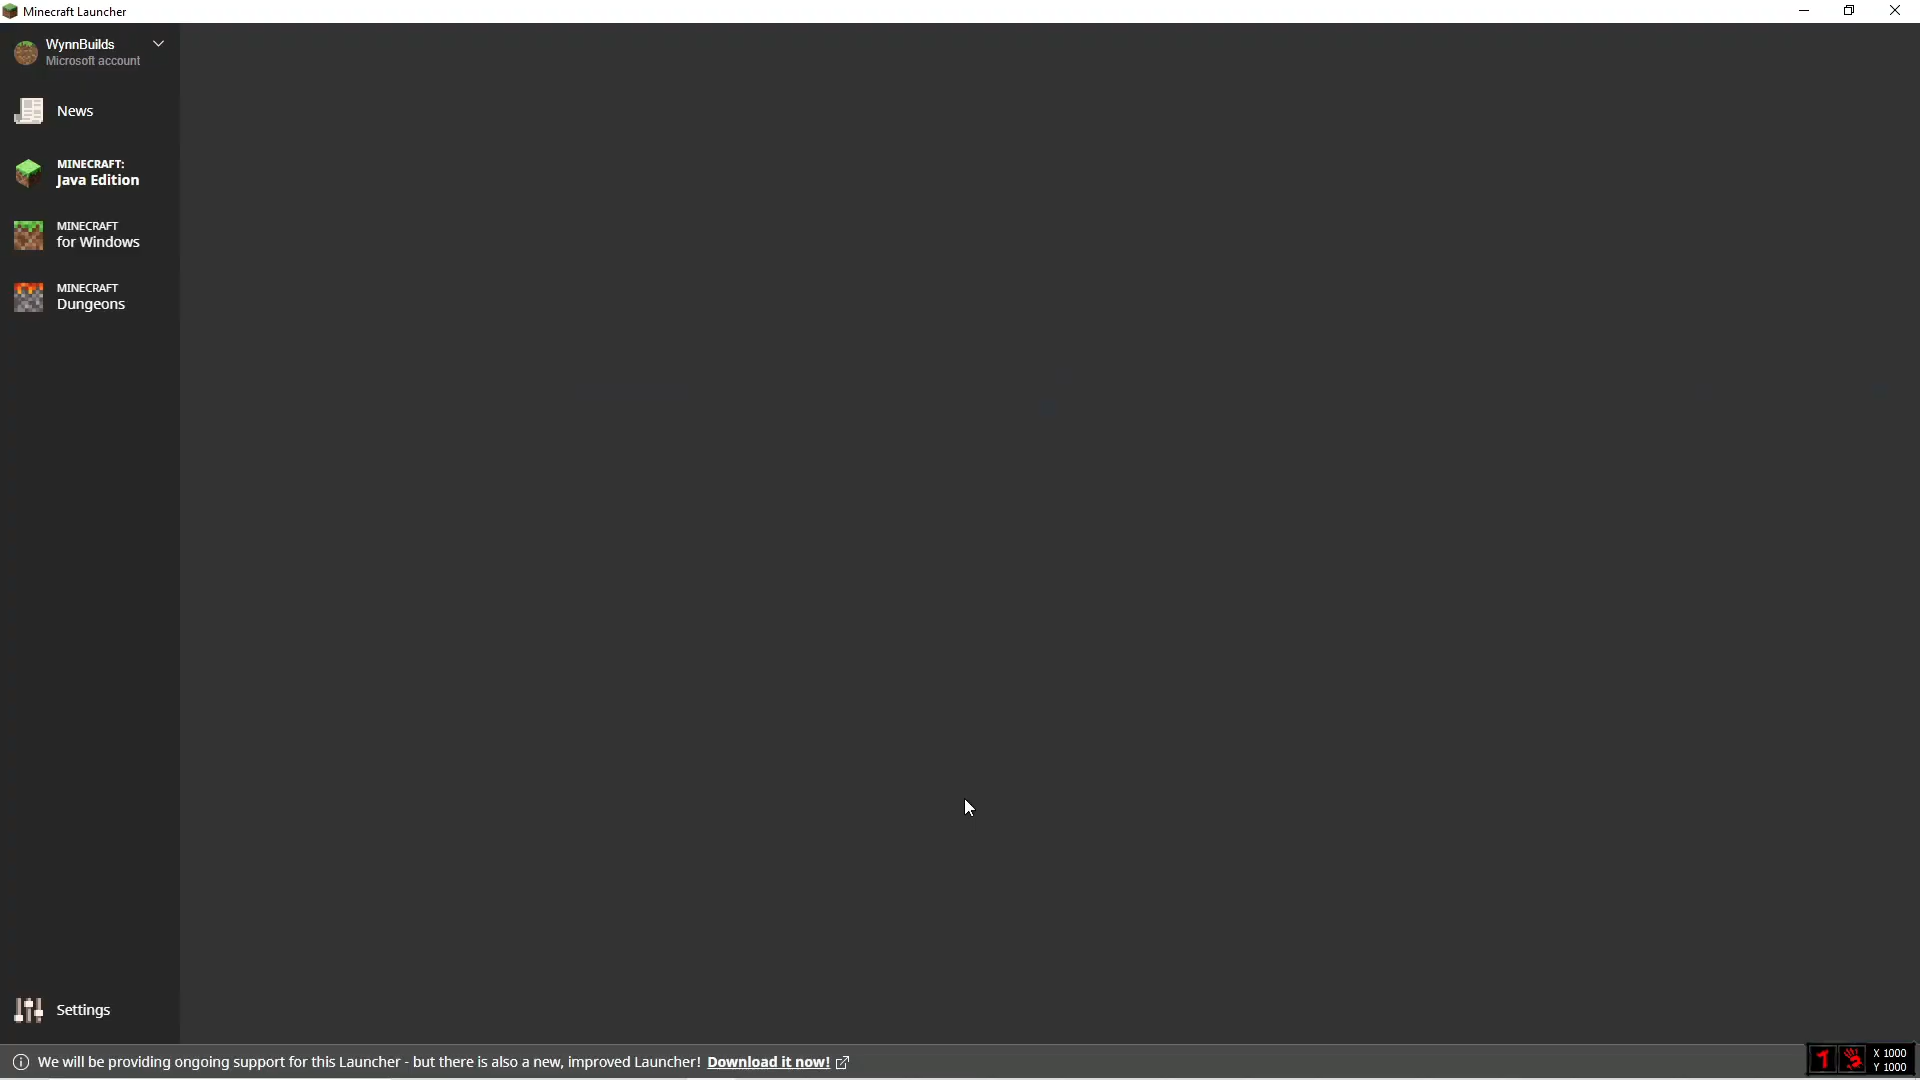 Minecraft Launcher
WynnBuilds
Microsoft account
News
MINECRAFT:
Java Edition
MINECRAFT
for Windows
MINECRAFT
Dungeons
Settings
We will be providing ongoing support for this Launcher - but there is also a new, improved Launcher! Download it now!
X 1000
Y 1000